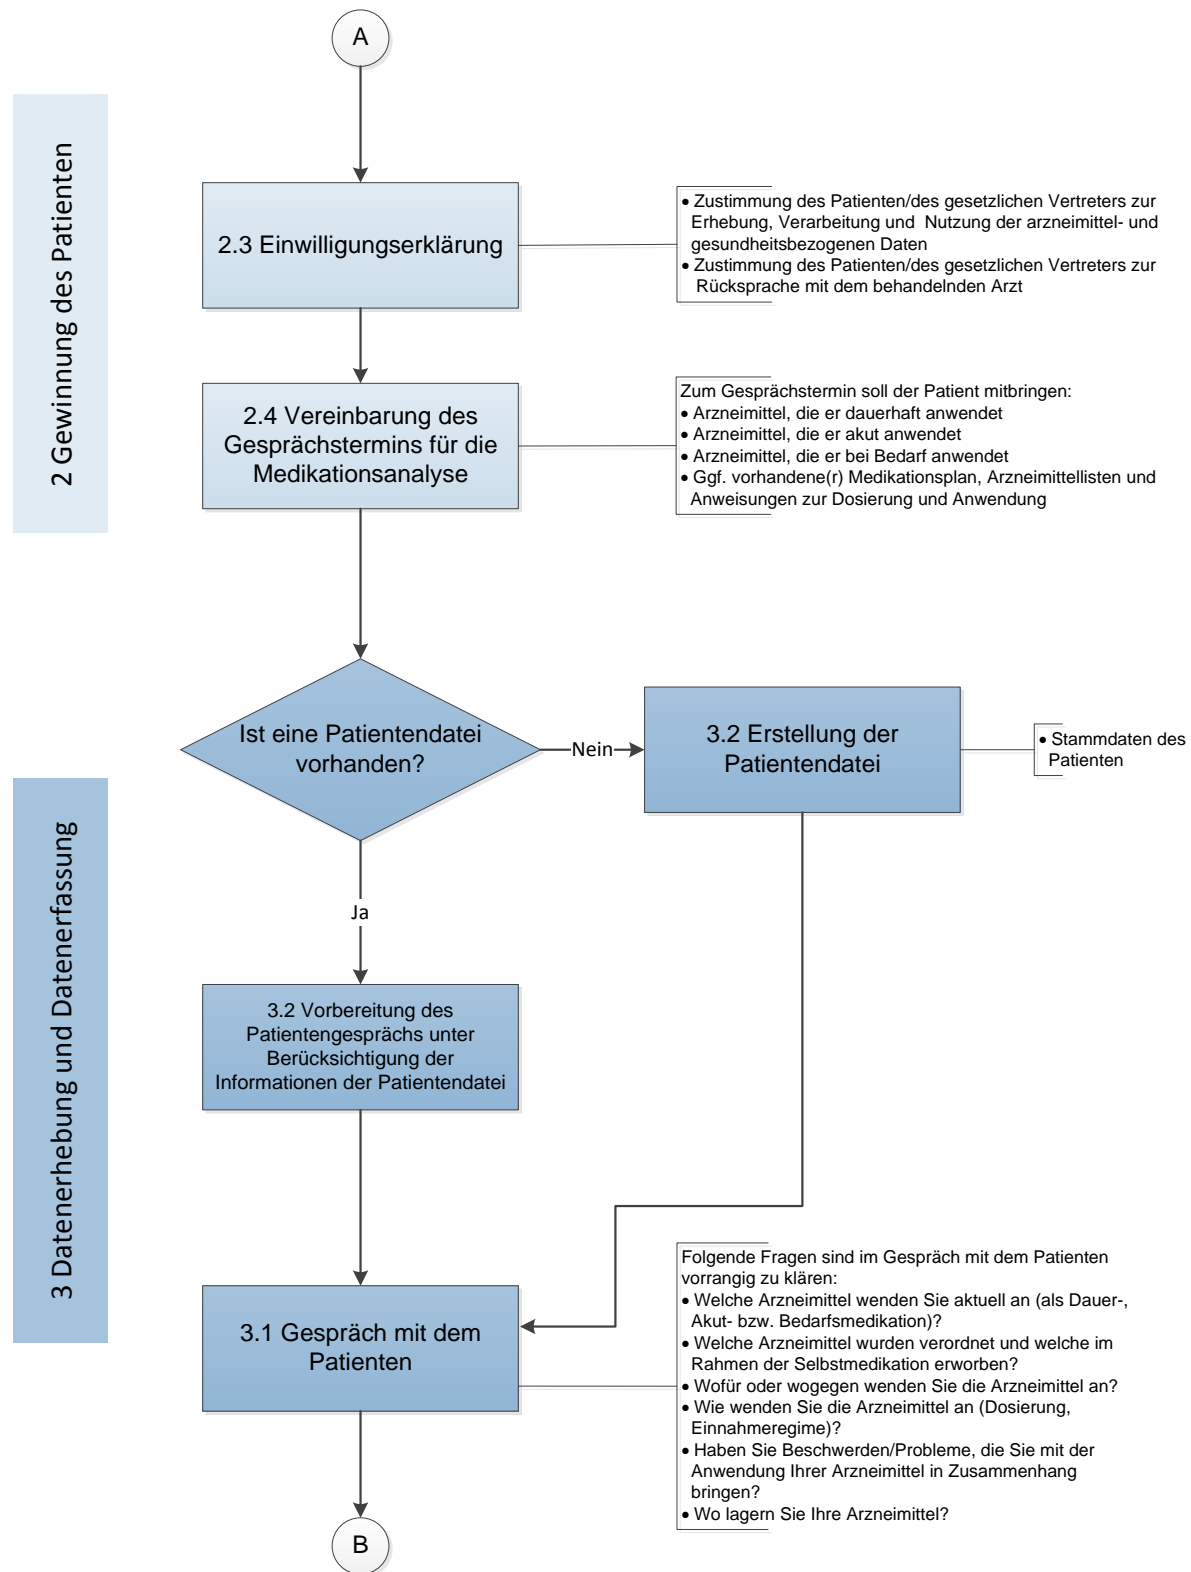 A
2 Gewinnung des Patienten
2.3 Einwilligungserklärung
• Zustimmung des Patienten/des gesetzlichen Vertreters zur
Erhebung, Verarbeitung und  Nutzung der arzneimittel- und
gesundheitsbezogenen Daten
• Zustimmung des Patienten/des gesetzlichen Vertreters zur
Rücksprache mit dem behandelnden Arzt
2.4 Vereinbarung des
Gesprächstermins für die
Medikationsanalyse
Zum Gesprächstermin soll der Patient mitbringen:
• Arzneimittel, die er dauerhaft anwendet
• Arzneimittel, die er akut anwendet
• Arzneimittel, die er bei Bedarf anwendet
• Ggf. vorhandene(r) Medikationsplan, Arzneimittellisten und
Anweisungen zur Dosierung und Anwendung
3 Datenerhebung und Datenerfassung
Ist eine Patientendatei
vorhanden?
Nein
3.2 Erstellung der
Patientendatei
• Stammdaten des
Patienten
Ja
3.2 Vorbereitung des
Patientengesprächs unter
Berücksichtigung der
Informationen der Patientendatei
3.1 Gespräch mit dem
Patienten
Folgende Fragen sind im Gespräch mit dem Patienten
vorrangig zu klären:
• Welche Arzneimittel wenden Sie aktuell an (als Dauer-,
Akut- bzw. Bedarfsmedikation)?
• Welche Arzneimittel wurden verordnet und welche im
Rahmen der Selbstmedikation erworben?
• Wofür oder wogegen wenden Sie die Arzneimittel an?
• Wie wenden Sie die Arzneimittel an (Dosierung,
Einnahmeregime)?
• Haben Sie Beschwerden/Probleme, die Sie mit der
Anwendung Ihrer Arzneimittel in Zusammenhang
bringen?
• Wo lagern Sie Ihre Arzneimittel?
B